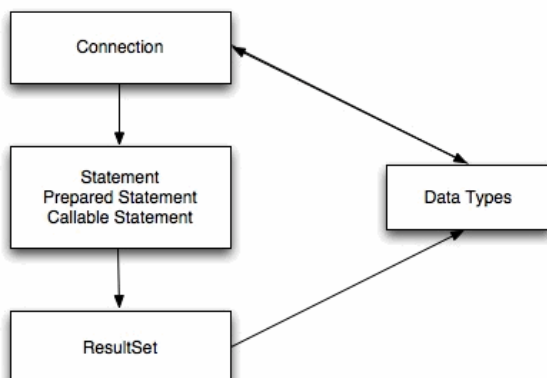 Connection
Statement
Prepared Statement
Callable Statement
Data Types
ResultSet